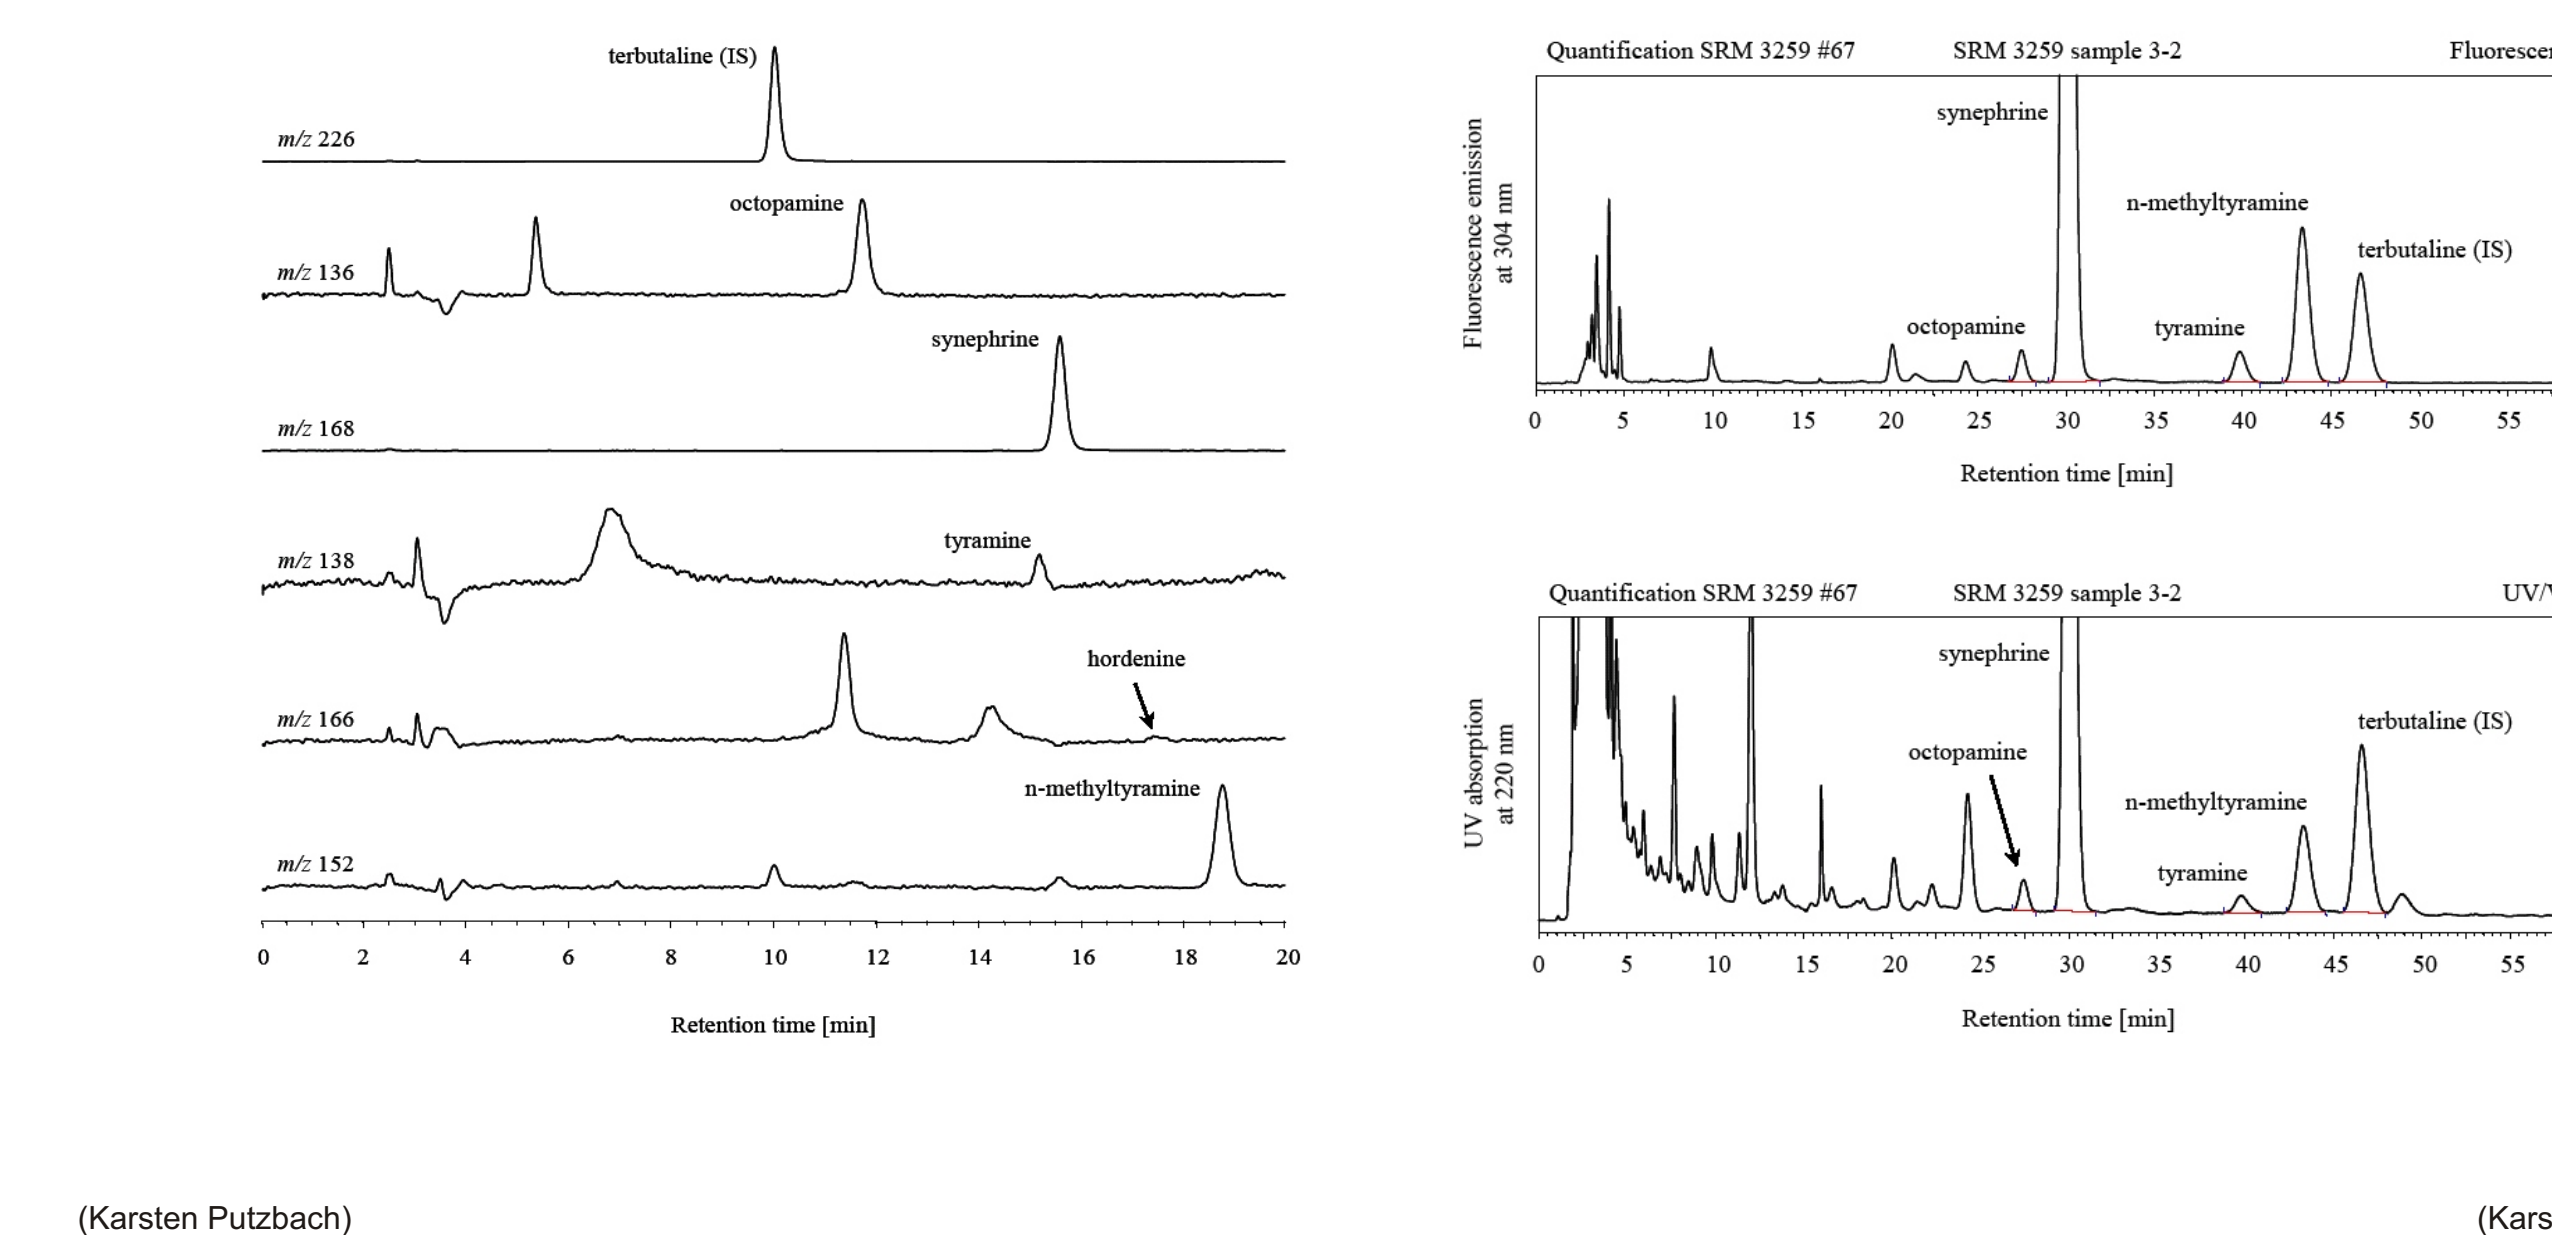 terbutaline (IS)
m/z 226
octopamine
m/z 136
synephrine
m/z 168
tyramine
m/z 138
hordenine
m/z 166
n-methyltyramine
m/z 152
0 2 4 6 8 10 12 14 16 18 20
Retention time [min]
(Karsten Putzbach)
Quantification SRM 3259 #67 SRM 3259 sample 3-2 Fluorescen
Fluorescence emission
at 304 nm
synephrine
n-methyltyramine
terbutaline (IS)
octopamine
tyramine
0 5 10 15 20 25 30 35 40 45 50 55
Retention time [min]
Quantification SRM 3259 #67 SRM 3259 sample 3-2 UV/V
UV absorption
at 220 nm
synephrine
terbutaline (IS)
octopamine
n-methyltyramine
tyramine
0 5 10 15 20 25 30 35 40 45 50 55
Retention time [min]
(Kars